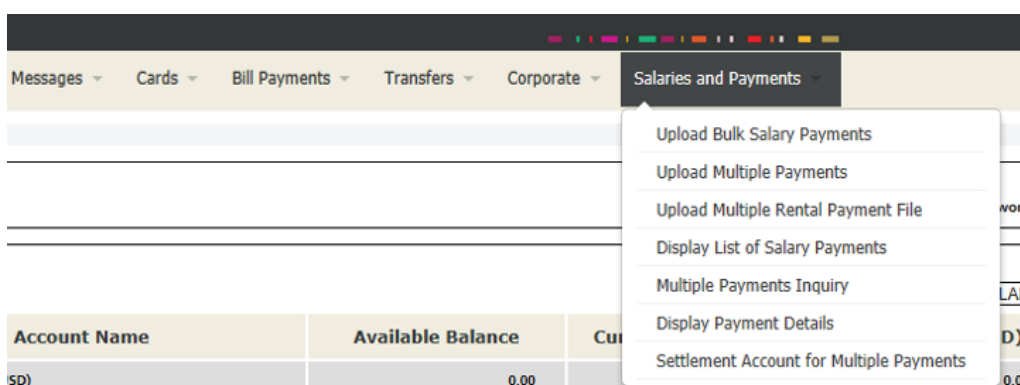 Messages Cards Bill Payments Transfers Corporate Salaries and Payments
Upload Bulk Salary Payments
Upload Multiple Payments
Upload Multiple Rental Payment File
Display List of Salary Payments
Multiple Payments Inquiry
Display Payment Details
Settlement Account for Multiple Payments
Account Name Available Balance Cu D)
SD) 0.00 0.0